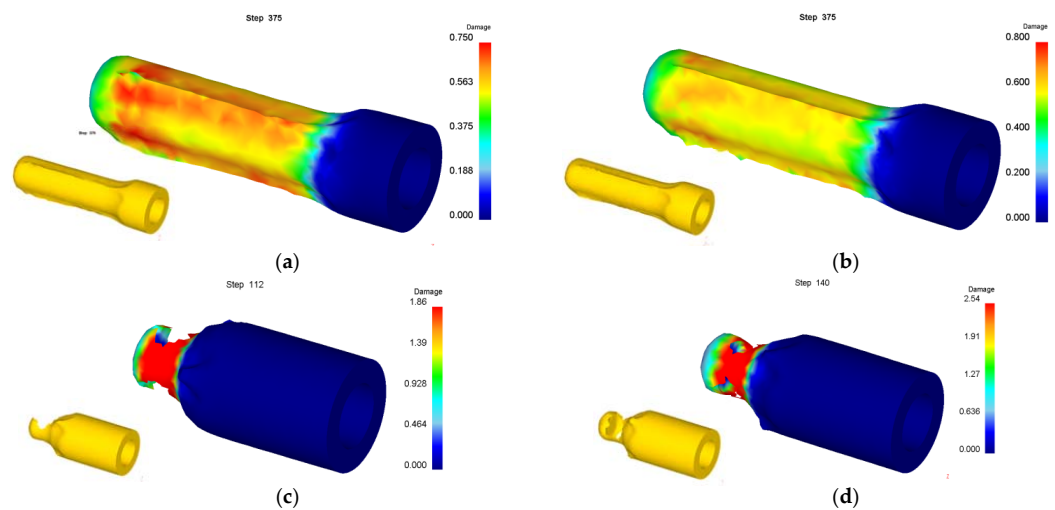 Step 375
Damage
0.750
0.563
0.375
0.188
0.000
Step 375
(a)
Step 375
Damage
0.800
0.600
0.400
0.200
0.000
(b)
Step 112
Damage
1.86
1.39
0.928
0.464
0.000
(c)
Step 140
Damage
2.54
1.91
1.27
0.636
0.000
(d)